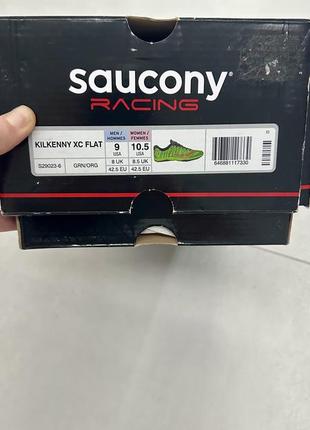 saucony
RACING
KILKENNY XC FLAT
S29023-6 GRN/ORG
MEN / HOMMES
9
USA
8 UK
42.5 EU
WOMEN / FEMMES
10.5
USA
8.5 UK
42.5 EU
646881117330